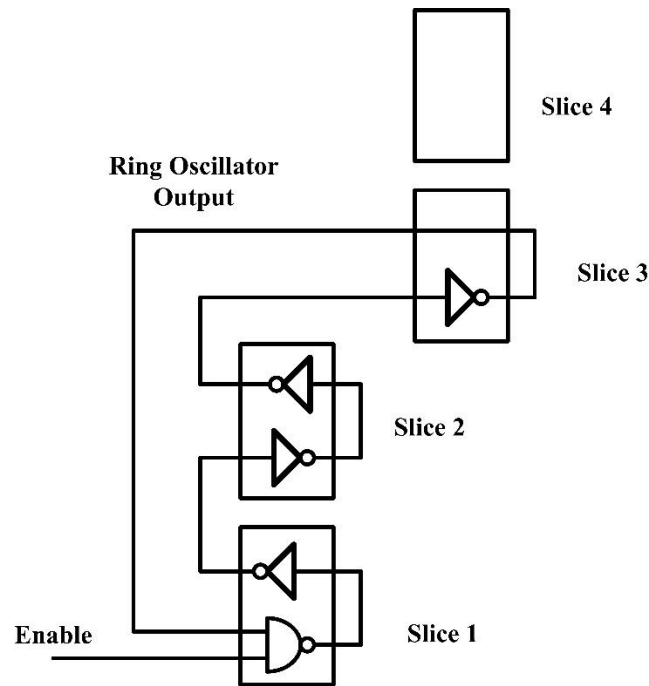 Slice 4
Ring Oscillator
Output
Slice 3
Slice 2
Enable
Slice 1